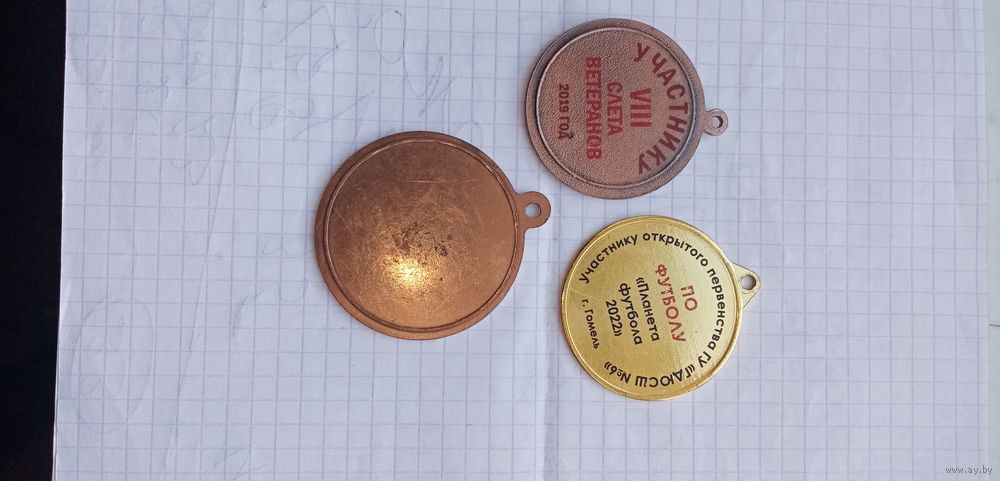 УЧАСТНИКУ
VIII
СЛЕТА
ВЕТЕРАНОВ
2019 ГОД
Участнику открытого первенства ГУ «ГДЮСШ №6»
ПО
ФУТБОЛУ
«Планета
футбола
2022»
г. Гомель
www.ay.by